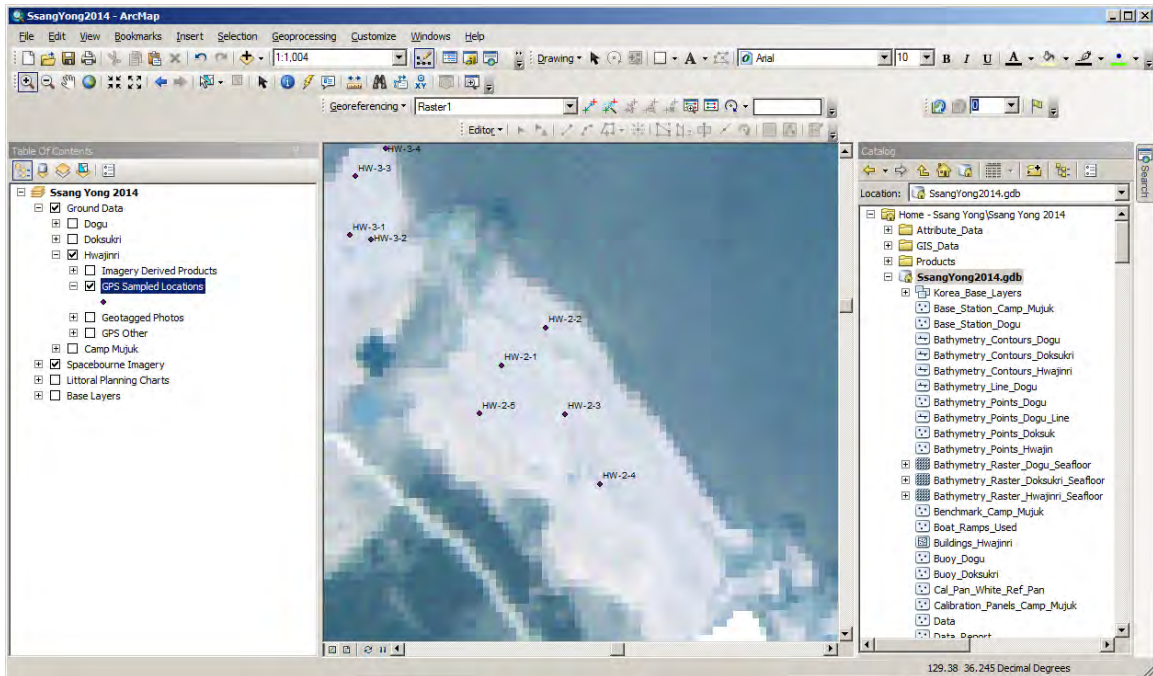 SsangYong2014 - ArcMap
File Edit View Bookmarks Insert Selection Geoprocessing Customize Windows Help
1:1,004 Drawing A Arial 10 B I U A
Georeferencing Raster1 0
Editor
Table Of Contents
Ssang Yong 2014
Ground Data
Dogu
Doksukri
Hwajinri
Imagery Derived Products
GPS Sampled Locations
Geotagged Photos
GPS Other
Camp Mujuk
Spacebourne Imagery
Littoral Planning Charts
Base Layers
HW-3-4
HW-3-3
HW-3-1
HW-3-2
HW-2-2
HW-2-1
HW-2-5
HW-2-3
HW-2-4
Catalog
Location: SsangYong2014.gdb
Home - Ssang Yong\Ssang Yong 2014
Attribute_Data
GIS_Data
Products
SsangYong2014.gdb
Korea_Base_Layers
Base_Station_Camp_Mujuk
Base_Station_Dogu
Bathymetry_Contours_Dogu
Bathymetry_Contours_Doksukri
Bathymetry_Contours_Hwajinri
Bathymetry_Line_Dogu
Bathymetry_Points_Dogu
Bathymetry_Points_Dogu_Line
Bathymetry_Points_Doksuk
Bathymetry_Points_Hwajin
Bathymetry_Raster_Dogu_Seafloor
Bathymetry_Raster_Doksukri_Seafloor
Bathymetry_Raster_Hwajinri_Seafloor
Benchmark_Camp_Mujuk
Boat_Ramps_Used
Buildings_Hwajinri
Buoy_Dogu
Buoy_Doksukri
Cal_Pan_White_Ref_Pan
Calibration_Panels_Camp_Mujuk
Data
Data_Report
Search
129.38 36.245 Decimal Degrees